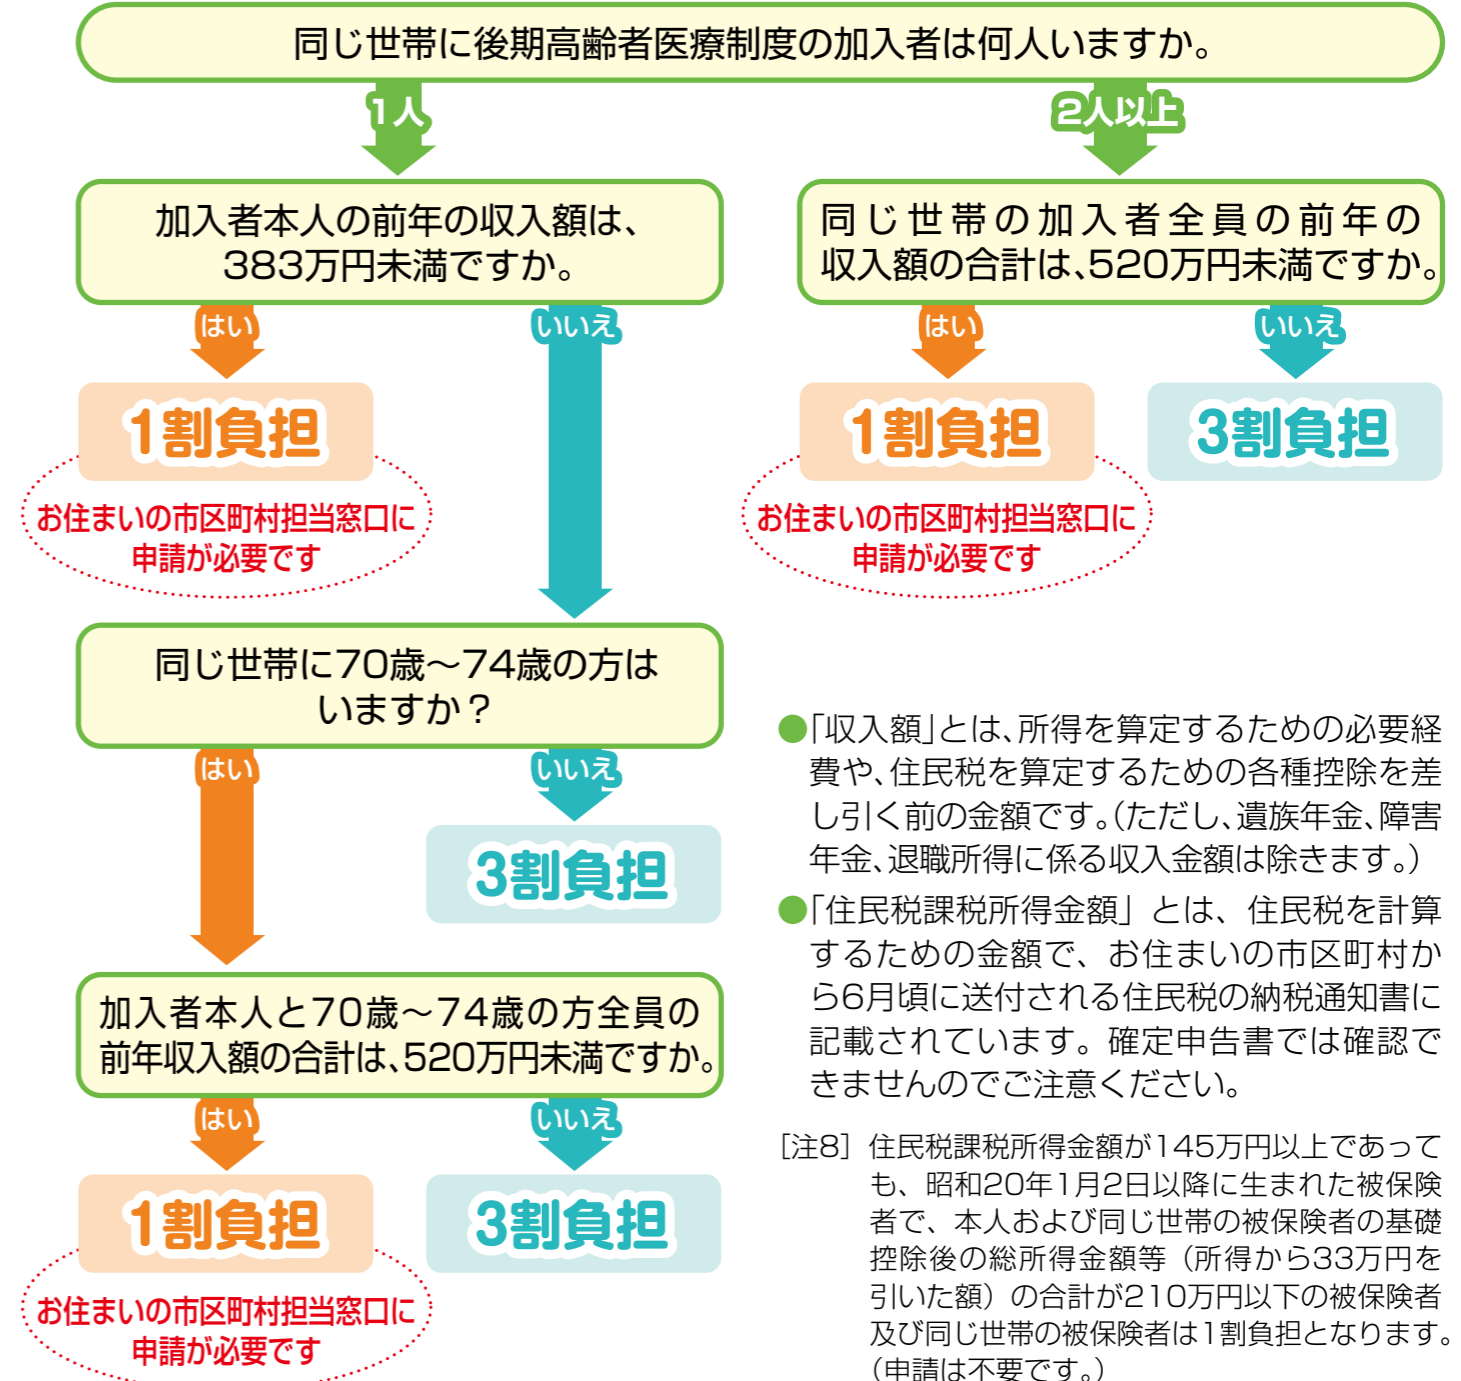 同じ世帯に後期高齢者医療制度の加入者は何人いますか。
1人
2人以上
加入者本人の前年の収入額は、
383万円未満ですか。
同じ世帯の加入者全員の前年の
収入額の合計は、520万円未満ですか。
はい
いいえ
はい
いいえ
1割負担
1割負担
3割負担
お住まいの市区町村担当窓口に
申請が必要です
お住まいの市区町村担当窓口に
申請が必要です
同じ世帯に70歳～74歳の方は
いますか？
はい
いいえ
3割負担
加入者本人と70歳～74歳の方全員の
前年収入額の合計は、520万円未満ですか。
はい
いいえ
1割負担
3割負担
お住まいの市区町村担当窓口に
申請が必要です
●「収入額」とは、所得を算定するための必要経
費や、住民税を算定するための各種控除を差
し引く前の金額です。（ただし、遺族年金、障害
年金、退職所得に係る収入金額は除きます。）
●「住民税課税所得金額」とは、住民税を計算
するための金額で、お住まいの市区町村か
ら6月頃に送付される住民税の納税通知書に
記載されています。確定申告書では確認で
きませんのでご注意ください。
［注8］住民税課税所得金額が145万円以上であって
も、昭和20年1月2日以降に生まれた被保険
者で、本人および同じ世帯の被保険者の基礎
控除後の総所得金額等（所得から33万円を
引いた額）の合計が210万円以下の被保険者
及び同じ世帯の被保険者は1割負担となります。
（申請は不要です。）